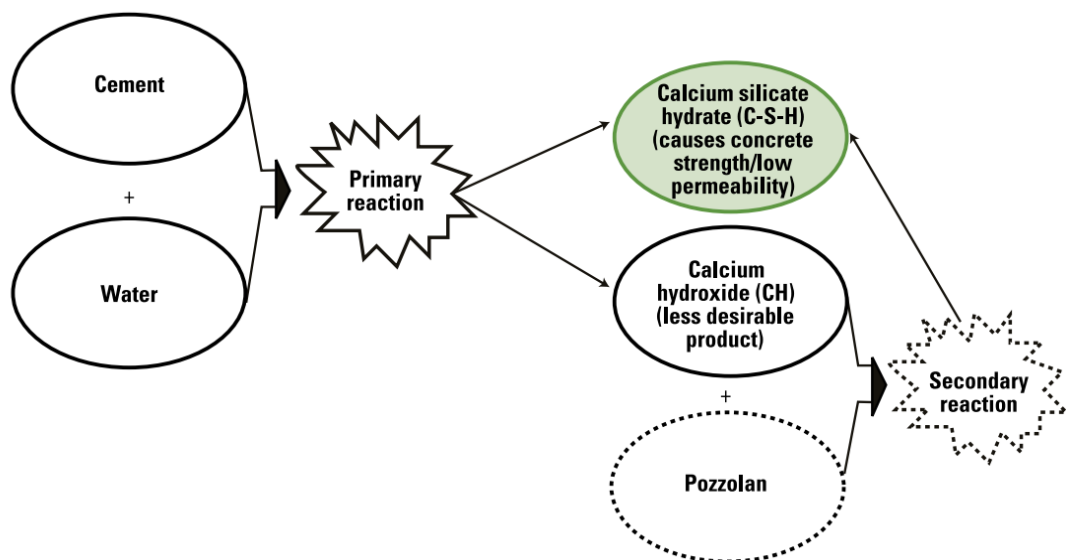 Cement
+
Water
Primary
reaction
Calcium silicate
hydrate (C-S-H)
(causes concrete
strength/low
permeability)
Calcium
hydroxide (CH)
(less desirable
product)
+
Pozzolan
Secondary
reaction